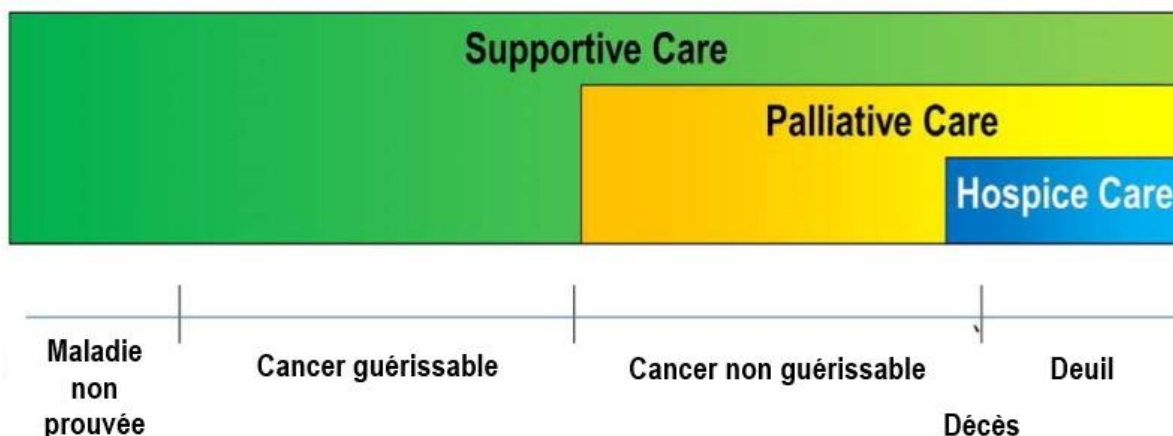 Supportive Care
Palliative Care
Hospice Care
Maladie
non
prouvée
Cancer guérissable
Cancer non guérissable
Deuil
Décès